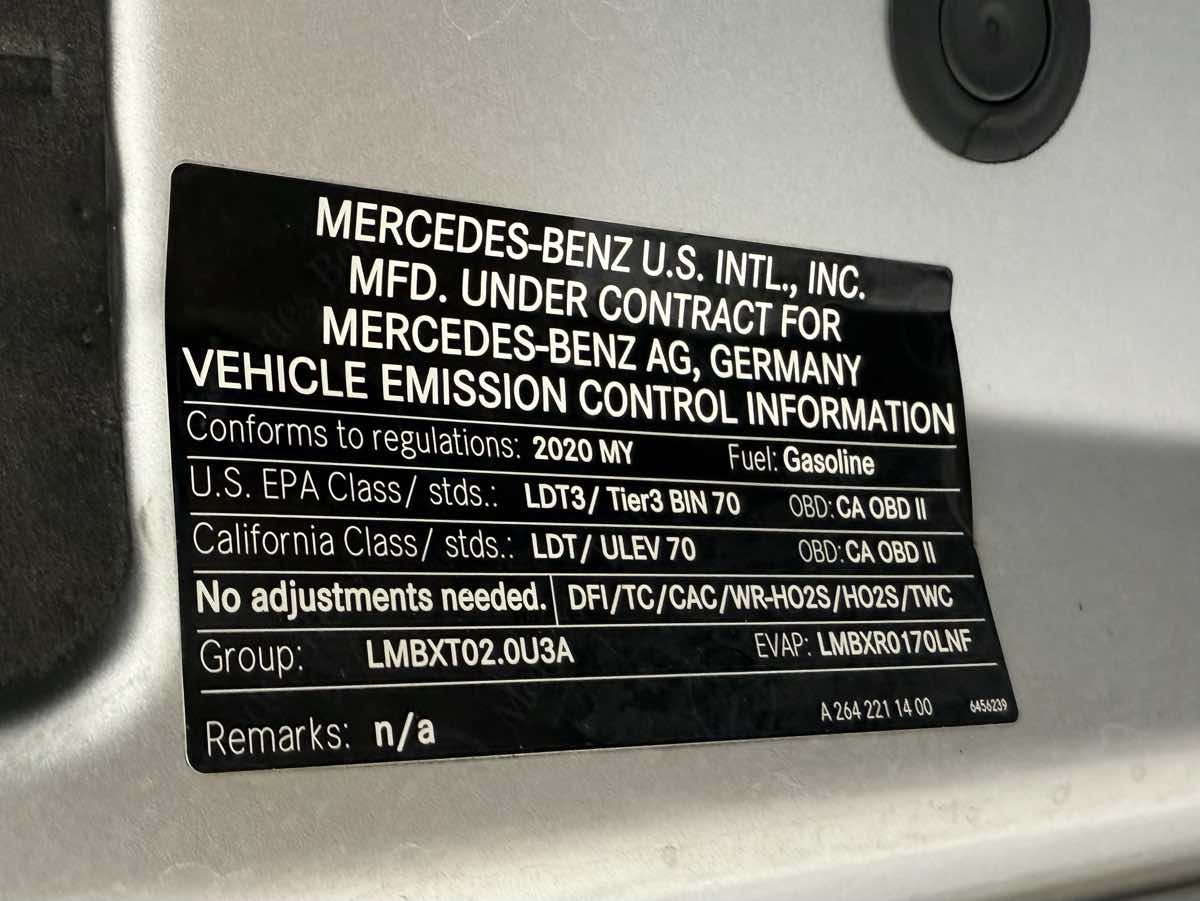 MERCEDES-BENZ U.S. INTL., INC.
MFD. UNDER CONTRACT FOR
MERCEDES-BENZ AG, GERMANY
VEHICLE EMISSION CONTROL INFORMATION
Conforms to regulations: 2020 MY Fuel: Gasoline
U.S. EPA Class/ stds.: LDT3/ Tier3 BIN 70 OBD: CA OBD II
California Class/ stds.: LDT/ ULEV 70 OBD: CA OBD II
No adjustments needed. DFI/TC/CAC/WR-HO2S/HO2S/TWC
Group: LMBXT02.0U3A EVAP: LMBXR0170LNF
Remarks: n/a A 264 221 14 00 6456239